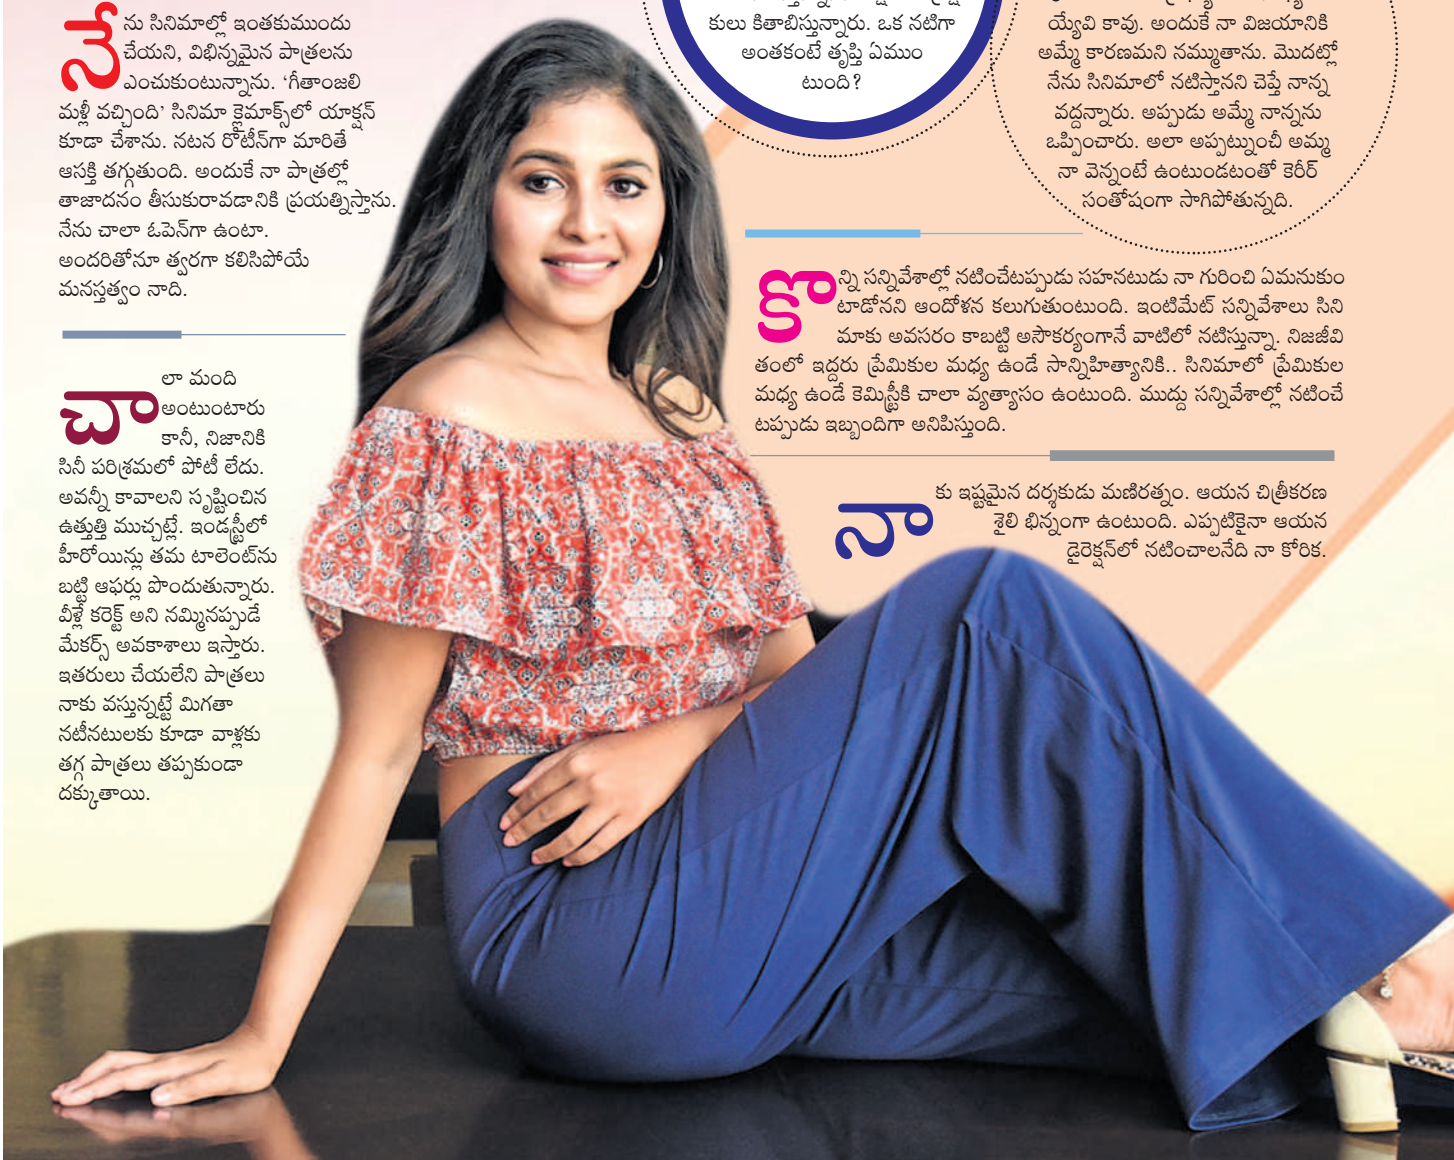 నేను సినిమాల్లో ఇంతకుముందు
చేయని, విభిన్నమైన పాత్రలను
ఎంచుకుంటున్నాను. ‘గీతాంజలి
మళ్లీ వచ్చింది’ సినిమా క్లైమాక్స్‌లో యాక్షన్
కూడా చేశాను. నటన రొటీన్‌గా మారితే
ఆసక్తి తగ్గుతుంది. అందుకే నా పాత్రల్లో
తాజాదనం తీసుకురావడానికి ప్రయత్నిస్తాను.
నేను చాలా ఓపెన్‌గా ఉంటా.
అందరితోనూ త్వరగా కలిసిపోయే
మనస్తత్వం నాది.
చాలా మంది
అంటుంటారు
కానీ, నిజానికి
సినీ పరిశ్రమలో పోటీ లేదు.
అవన్నీ కావాలని సృష్టించిన
ఉత్తుత్తి ముచ్చట్లే. ఇండస్ట్రీలో
హీరోయిన్లు తమ టాలెంట్‌ను
బట్టి ఆఫర్లు పొందుతున్నారు.
వీళ్లే కరెక్ట్ అని నమ్మినప్పుడే
మేకర్స్ అవకాశాలు ఇస్తారు.
ఇతరులు చేయలేని పాత్రలు
నాకు వస్తున్నట్టే మిగతా
నటీనటులకు కూడా వాళ్లకు
తగ్గ పాత్రలు తప్పకుండా
దక్కుతాయి.
కులు కితాబిస్తున్నారు. ఒక నటిగా
అంతకంటే తృప్తి ఏముం
టుంది?
య్యేవి కావు. అందుకే నా విజయానికి
అమ్మే కారణమని నమ్ముతాను. మొదట్లో
నేను సినిమాలో నటిస్తానని చెప్తే నాన్న
వద్దన్నారు. అప్పుడు అమ్మే నాన్నను
ఒప్పించారు. అలా అప్పట్నుంచీ అమ్మ
నా వెన్నంటే ఉంటుండటంతో కెరీర్
సంతోషంగా సాగిపోతున్నది.
కొన్ని సన్నివేశాల్లో నటించేటప్పుడు సహనటుడు నా గురించి ఏమనుకుం
టాడోనని ఆందోళన కలుగుతుంటుంది. ఇంటిమేట్ సన్నివేశాలు సిని
మాకు అవసరం కాబట్టి అసౌకర్యంగానే వాటిలో నటిస్తున్నా. నిజజీవి
తంలో ఇద్దరు ప్రేమికుల మధ్య ఉండే సాన్నిహిత్యానికి.. సినిమాలో ప్రేమికుల
మధ్య ఉండే కెమిస్ట్రీకి చాలా వ్యత్యాసం ఉంటుంది. ముద్దు సన్నివేశాల్లో నటించే
టప్పుడు ఇబ్బందిగా అనిపిస్తుంది.
నాకు ఇష్టమైన దర్శకుడు మణిరత్నం. ఆయన చిత్రీకరణ
శైలి భిన్నంగా ఉంటుంది. ఎప్పటికైనా ఆయన
డైరెక్షన్‌లో నటించాలనేది నా కోరిక.